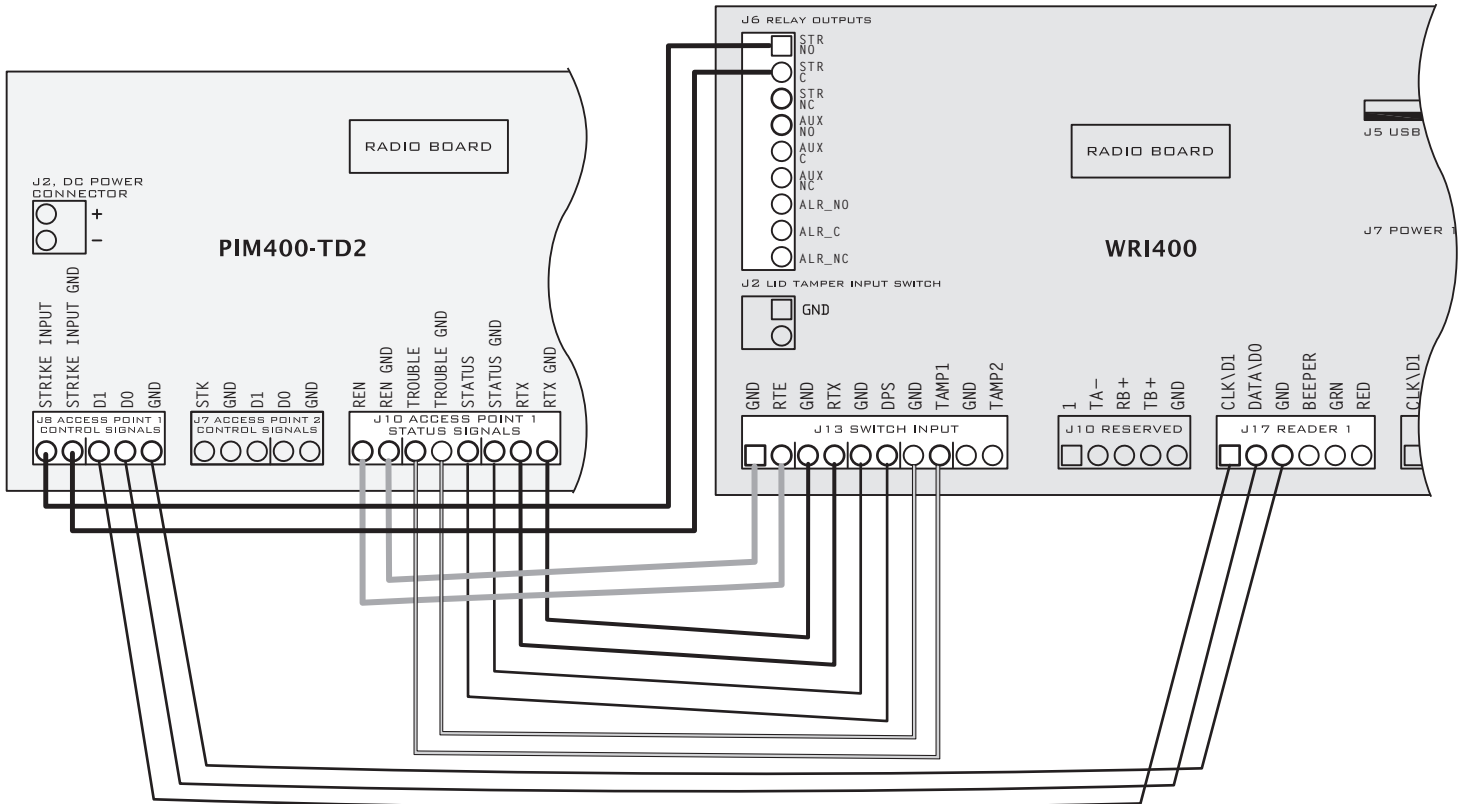 J6 RELAY OUTPUTS
STR
NO
STR
C
STR
NC
AUX
NO
AUX
C
AUX
NC
ALR_NO
ALR_C
ALR_NC
RADIO BOARD
J5 USB
J7 POWER 1
WRI400
J2 LID TAMPER INPUT SWITCH
GND
RADIO BOARD
J2, DC POWER
CONNECTOR
+
−
PIM400-TD2
STRIKE INPUT
STRIKE INPUT GND
D1
D0
GND
J8 ACCESS POINT 1
CONTROL SIGNALS
STK
GND
D1
D0
GND
J7 ACCESS POINT 2
CONTROL SIGNALS
REN
REN GND
TROUBLE
TROUBLE GND
STATUS
STATUS GND
RTX
RTX GND
J10 ACCESS POINT 1
STATUS SIGNALS
GND
RTE
GND
RTX
GND
DPS
GND
TAMP1
GND
TAMP2
J13 SWITCH INPUT
1
TA−
RB+
TB+
GND
J10 RESERVED
CLK\D1
DATA\D0
GND
BEEPER
GRN
RED
J17 READER 1
CLK\D1